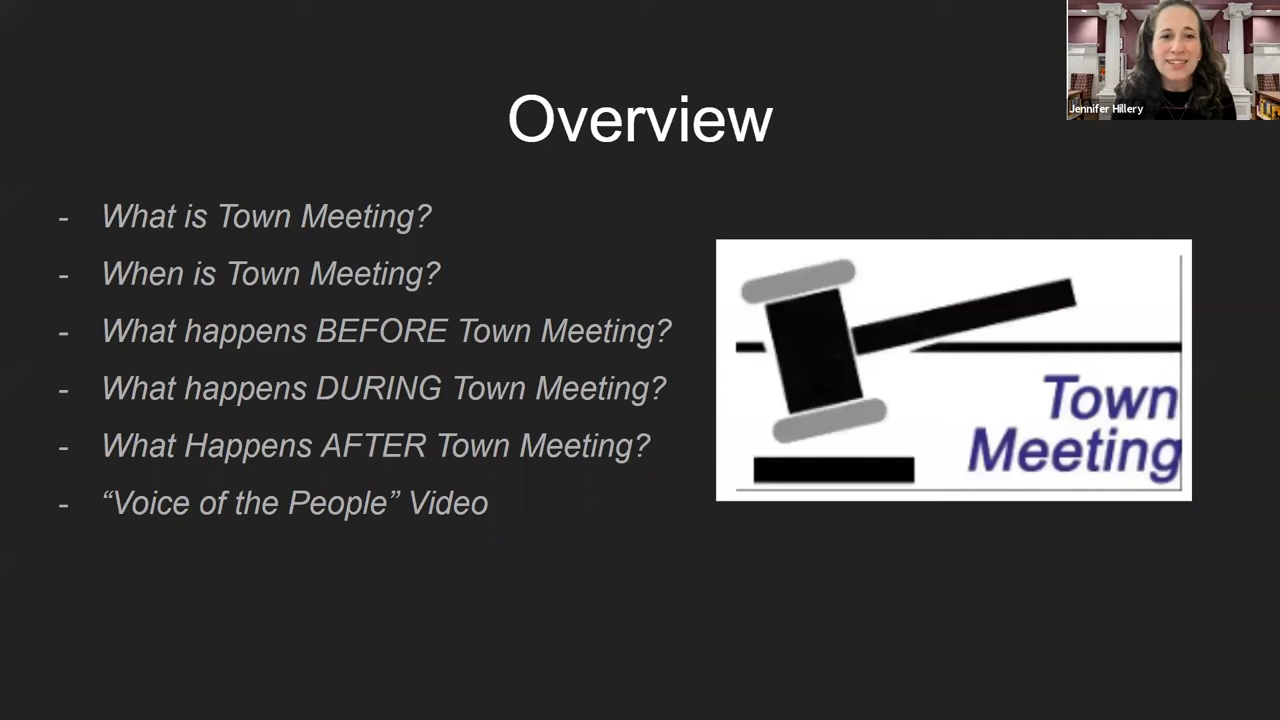 Jennifer Hillery
Overview
- What is Town Meeting?
- When is Town Meeting?
- What happens BEFORE Town Meeting?
- What happens DURING Town Meeting?
- What Happens AFTER Town Meeting?
- “Voice of the People” Video
Town
Meeting